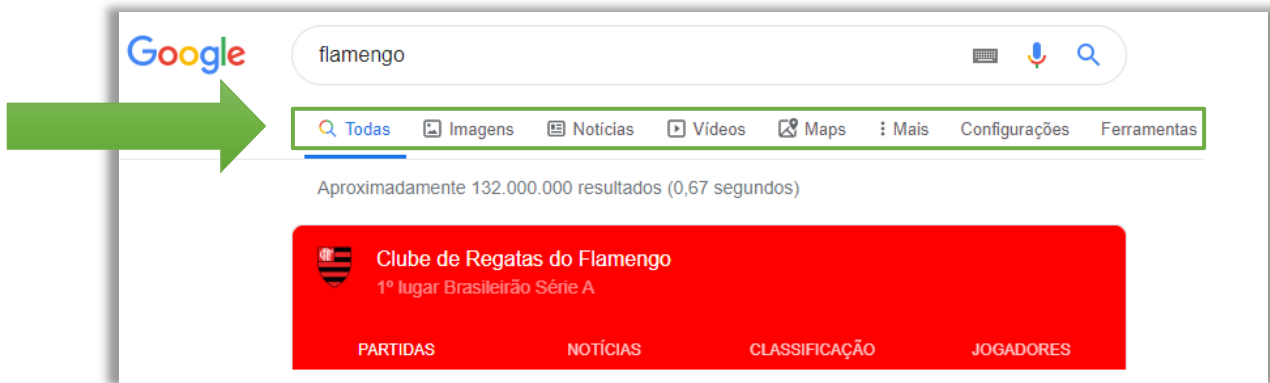 Google flamengo
Todas Imagens Notícias Vídeos Maps Mais Configurações Ferramentas
Aproximadamente 132.000.000 resultados (0,67 segundos)
Clube de Regatas do Flamengo
1º lugar Brasileirão Série A
PARTIDAS NOTÍCIAS CLASSIFICAÇÃO JOGADORES